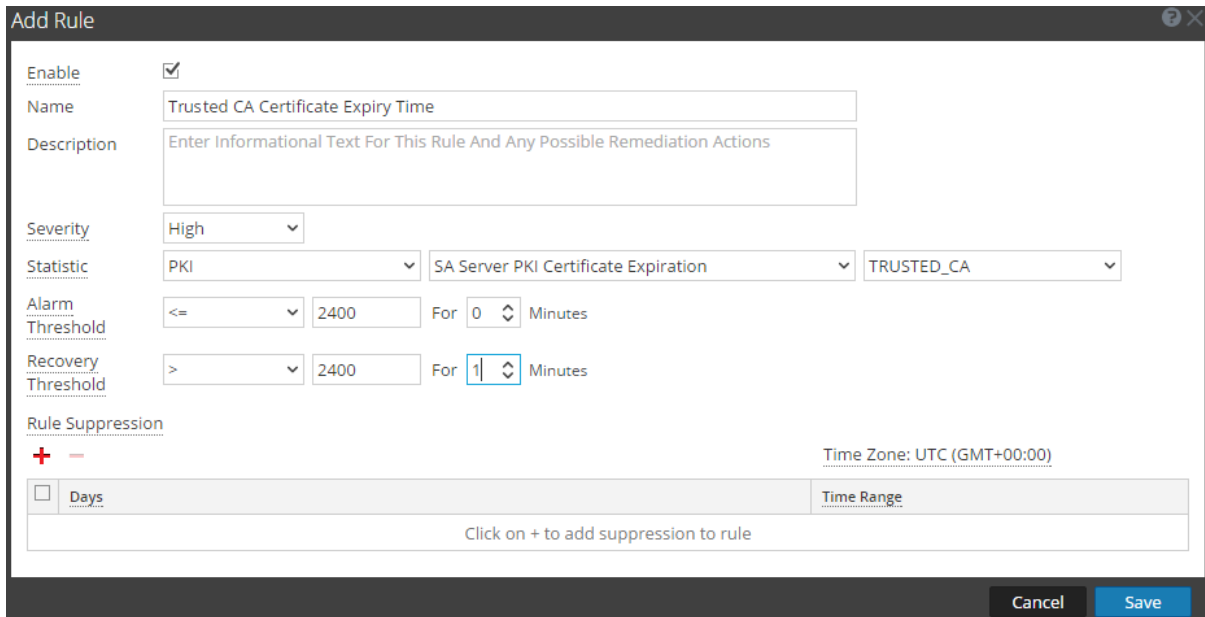 Add Rule
Enable
Name Trusted CA Certificate Expiry Time
Description Enter Informational Text For This Rule And Any Possible Remediation Actions
Severity High
Statistic PKI SA Server PKI Certificate Expiration TRUSTED_CA
Alarm Threshold <= 2400 For 0 Minutes
Recovery Threshold > 2400 For 1 Minutes
Rule Suppression
Time Zone: UTC (GMT+00:00)
Days Time Range
Click on + to add suppression to rule
Cancel Save